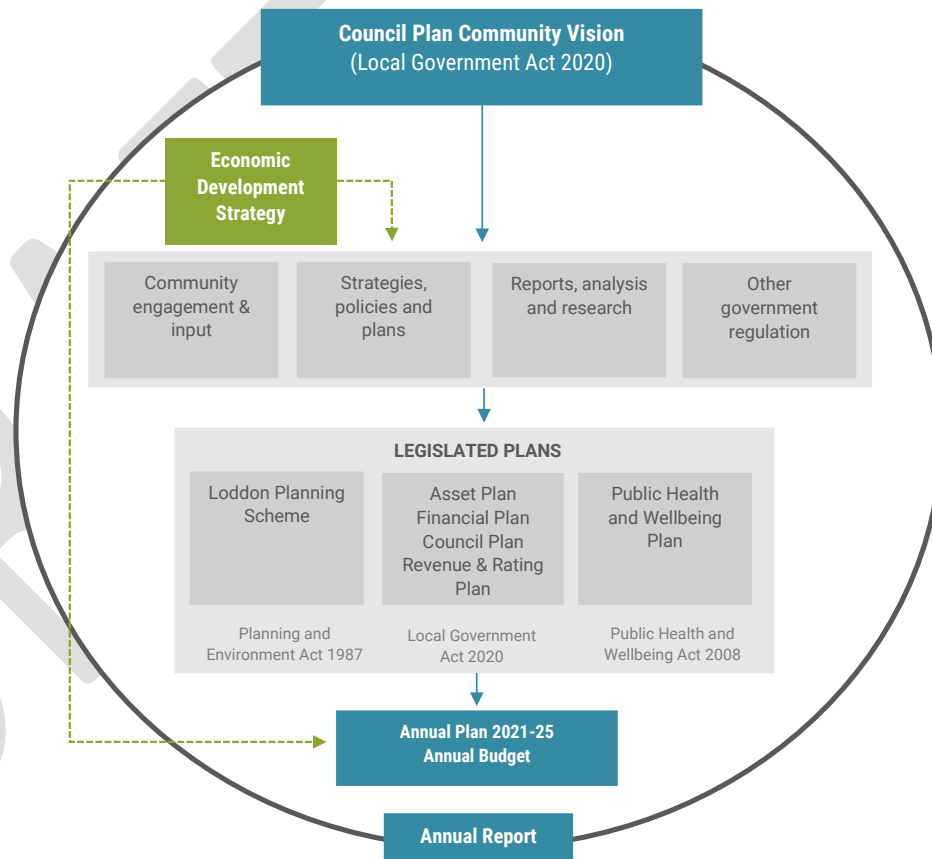 Council Plan Community Vision
(Local Government Act 2020)
Economic
Development
Strategy
Community
engagement &
input
Strategies,
policies and
plans
Reports, analysis
and research
Other
government
regulation
LEGISLATED PLANS
Loddon Planning
Scheme
Asset Plan
Financial Plan
Council Plan
Revenue & Rating
Plan
Public Health
and Wellbeing
Plan
Planning and
Environment Act 1987
Local Government
Act 2020
Public Health and
Wellbeing Act 2008
Annual Plan 2021-25
Annual Budget
Annual Report